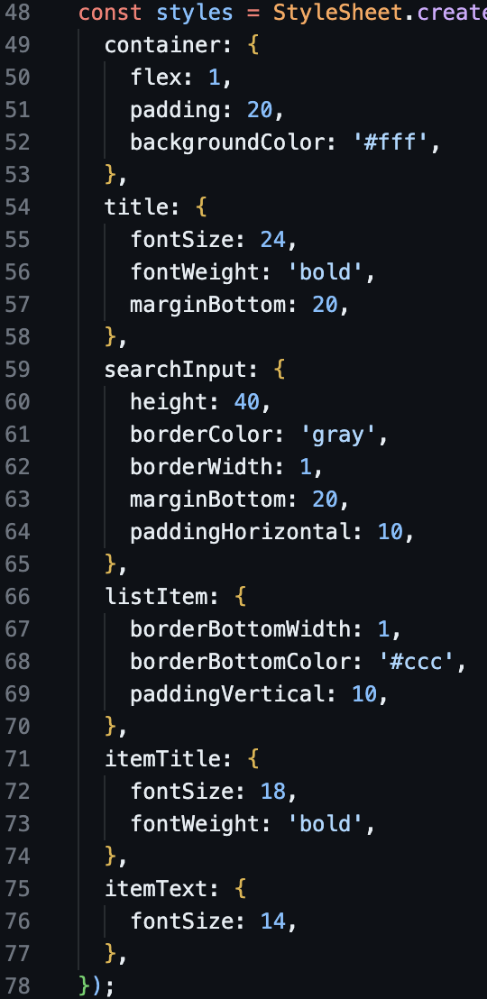 48 const styles = StyleSheet.create
49 container: {
50 flex: 1,
51 padding: 20,
52 backgroundColor: '#fff',
53 },
54 title: {
55 fontSize: 24,
56 fontWeight: 'bold',
57 marginBottom: 20,
58 },
59 searchInput: {
60 height: 40,
61 borderColor: 'gray',
62 borderWidth: 1,
63 marginBottom: 20,
64 paddingHorizontal: 10,
65 },
66 listItem: {
67 borderBottomWidth: 1,
68 borderBottomColor: '#ccc',
69 paddingVertical: 10,
70 },
71 itemTitle: {
72 fontSize: 18,
73 fontWeight: 'bold',
74 },
75 itemText: {
76 fontSize: 14,
77 },
78 });